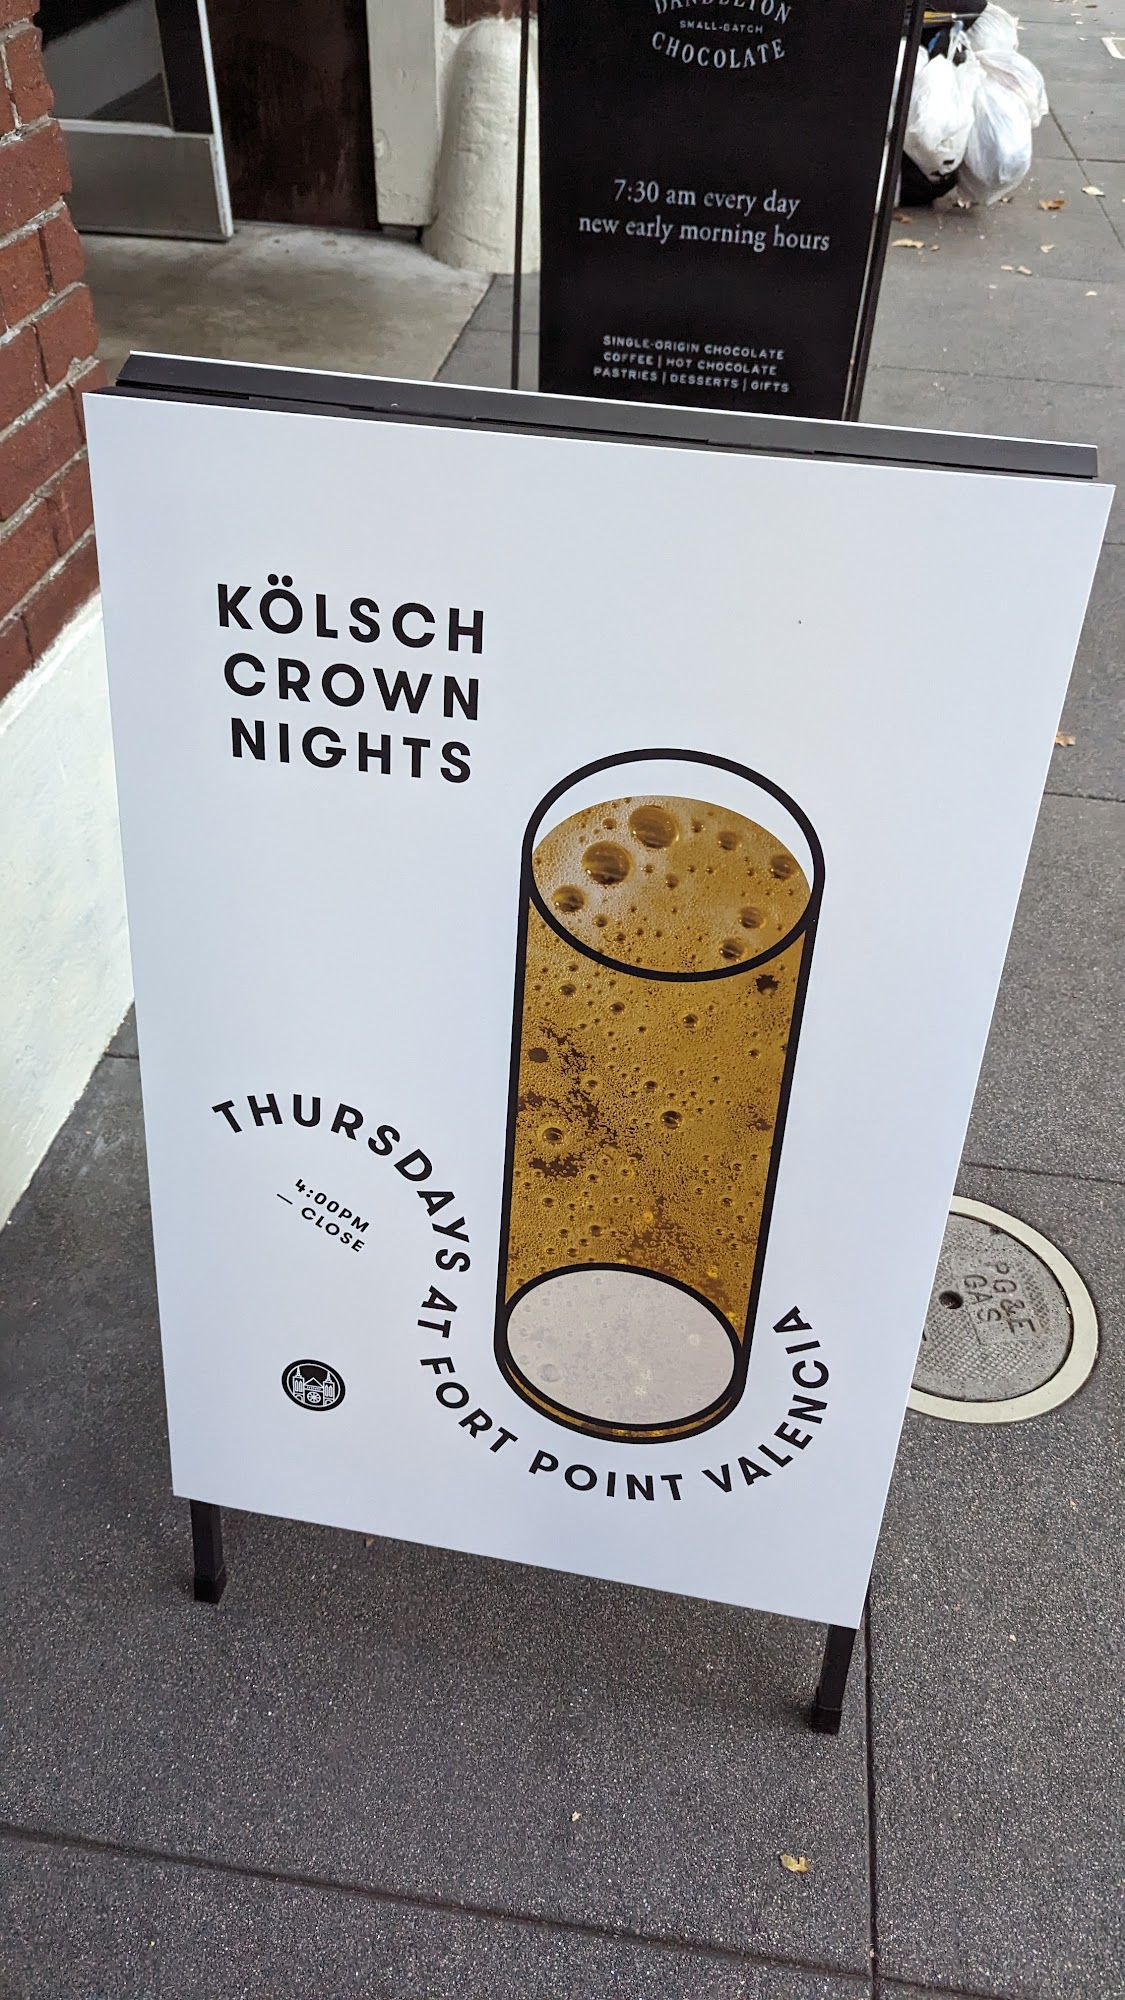 DANDELION
SMALL-BATCH
CHOCOLATE
7:30 am every day
new early morning hours
SINGLE-ORIGIN CHOCOLATE
COFFEE | HOT CHOCOLATE
PASTRIES | DESSERTS | GIFTS
KÖLSCH
CROWN
NIGHTS
THURSDAYS AT FORT POINT VALENCIA
4:00PM
— CLOSE
PG&E
GAS